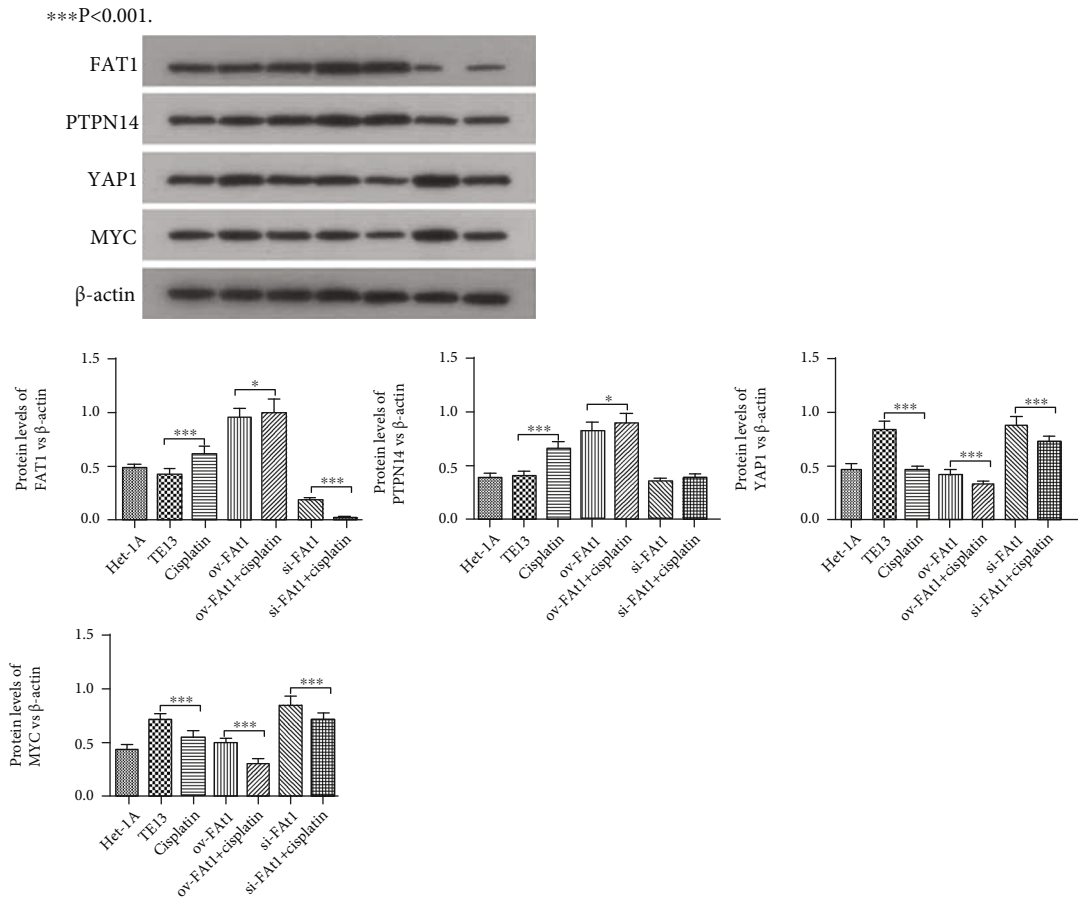 ***P<0.001.
FAT1
PTPN14
YAP1
MYC
β-actin
Protein levels of
FAT1 vs β-actin
1.5
1.0
0.5
0.0
***
*
***
Het-1A
TE13
Cisplatin
ov-FAt1
ov-FAt1+cisplatin
si-FAt1
si-FAt1+cisplatin
Protein levels of
PTPN14 vs β-actin
1.5
1.0
0.5
0.0
***
*
Het-1A
TE13
Cisplatin
ov-FAt1
ov-FAt1+cisplatin
si-FAt1
si-FAt1+cisplatin
Protein levels of
YAP1 vs β-actin
1.5
1.0
0.5
0.0
***
***
***
Het-1A
TE13
Cisplatin
ov-FAt1
ov-FAt1+cisplatin
si-FAt1
si-FAt1+cisplatin
Protein levels of
MYC vs β-actin
1.5
1.0
0.5
0.0
***
***
***
Het-1A
TE13
Cisplatin
ov-FAt1
ov-FAt1+cisplatin
si-FAt1
si-FAt1+cisplatin